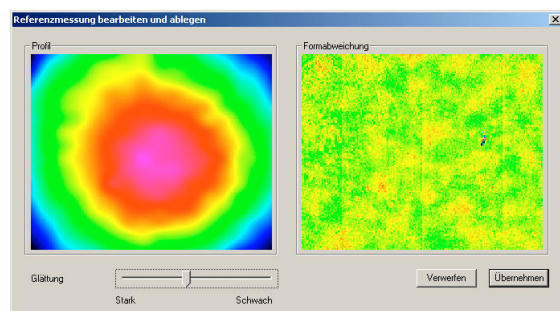 Referenzmessung bearbeiten und ablegen
Profil
Formabweichung
Glättung
Stark
Schwach
Verwerfen
Übernehmen